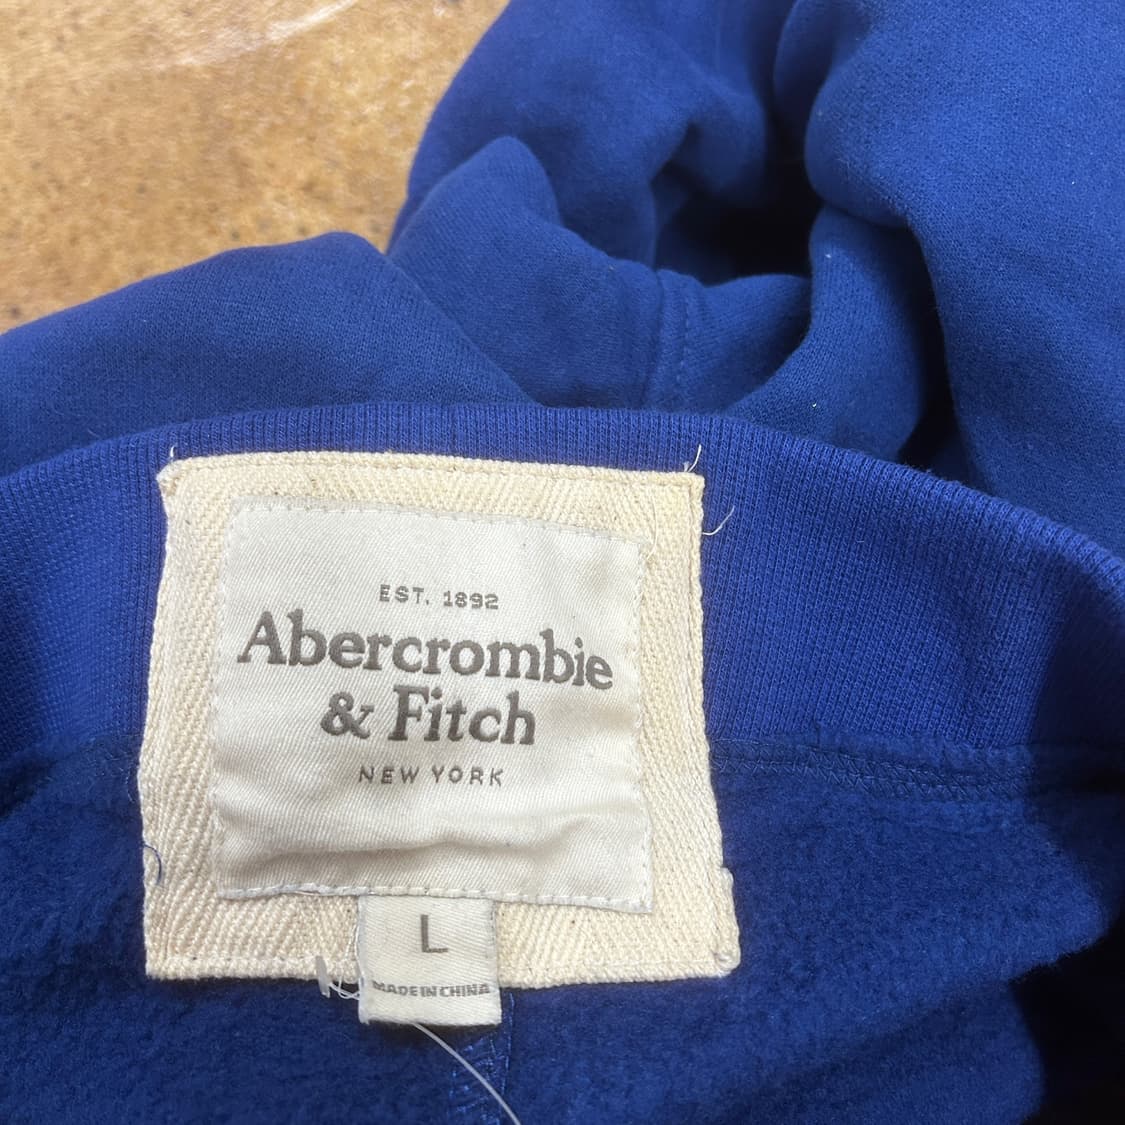 EST. 1892
Abercrombie
& Fitch
NEW YORK
L
MADE IN CHINA